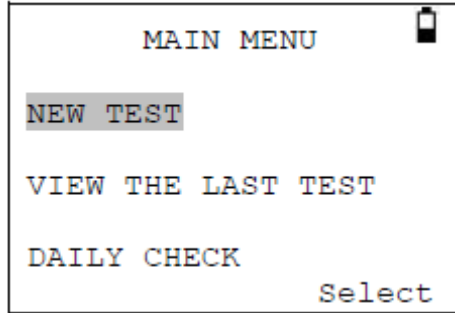 MAIN MENU
NEW TEST
VIEW THE LAST TEST
DAILY CHECK
Select